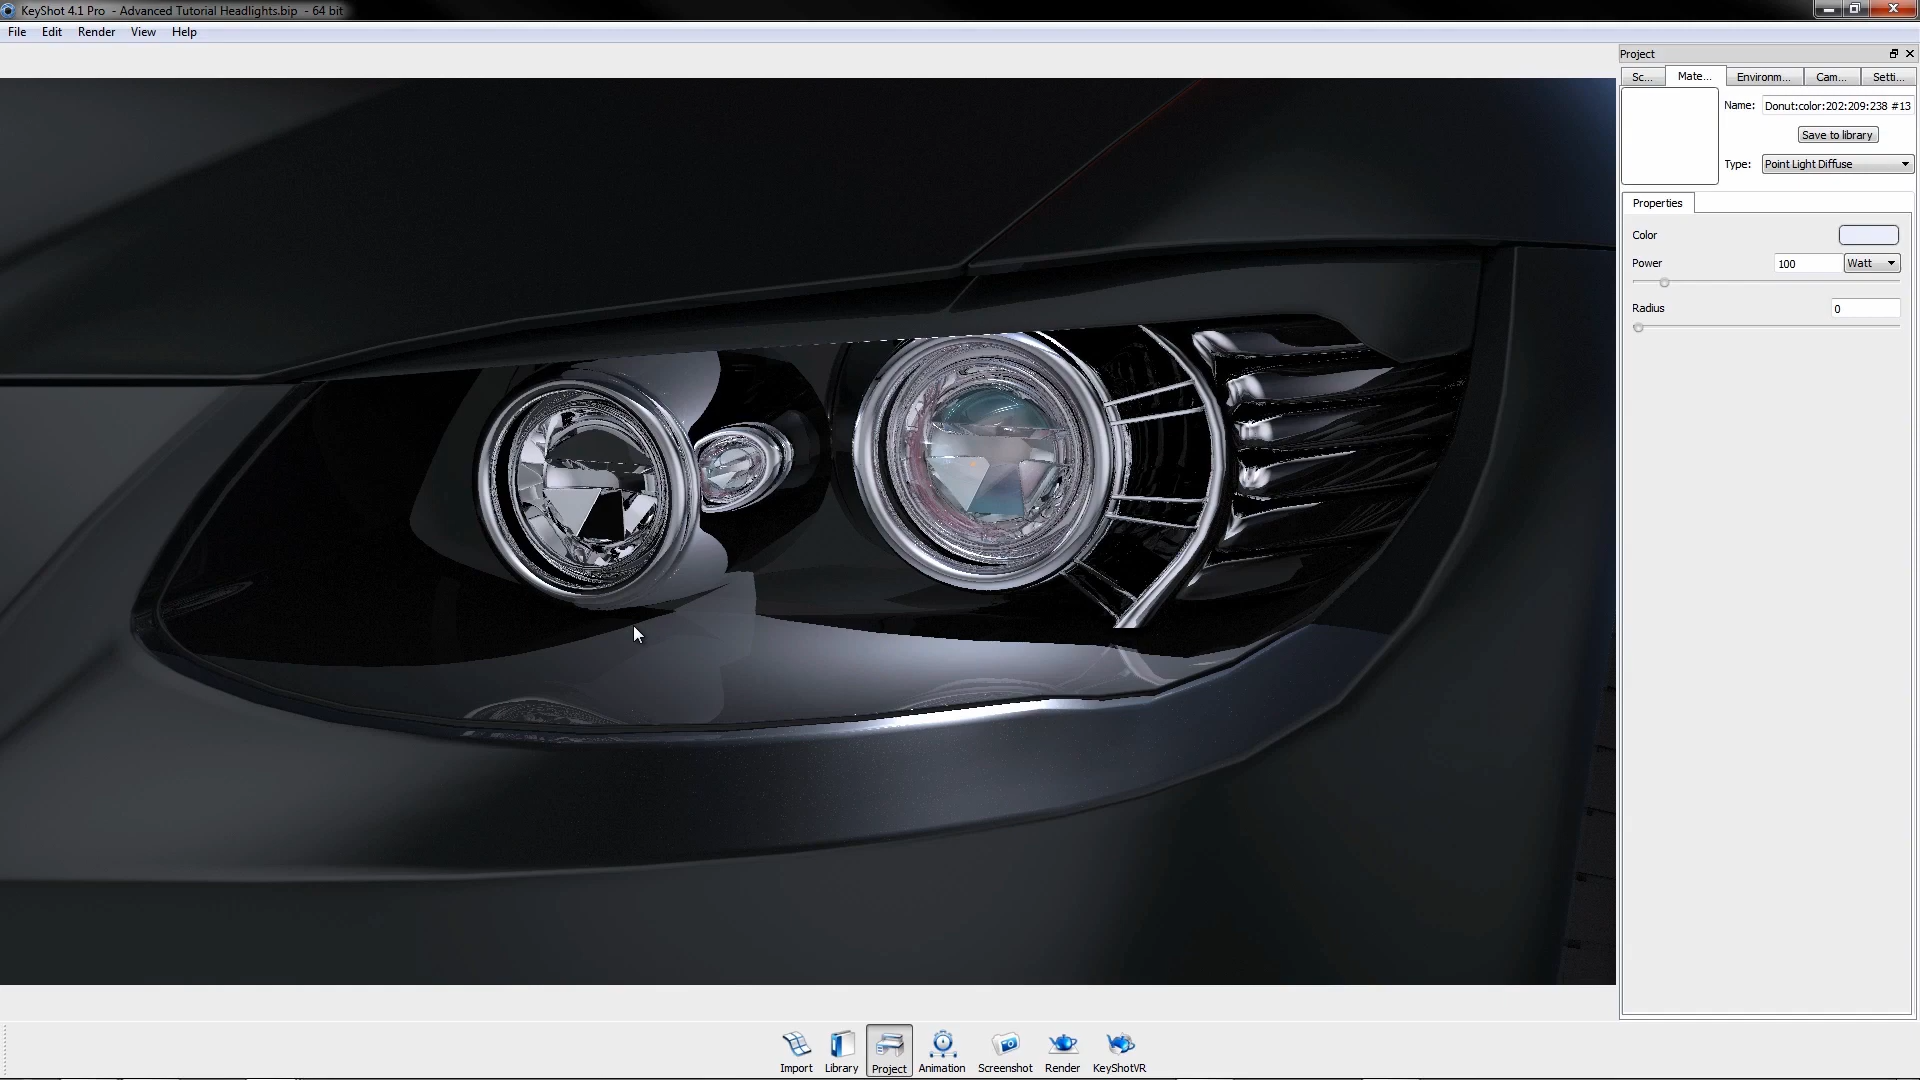 KeyShot 4.1 Pro  - Advanced Tutorial Headlights.bip  - 64 bit
File Edit Render View Help
Project
Sc... Mate... Environm... Cam... Setti...
Name: Donut:color:202:209:238 #13
Save to library
Type: Point Light Diffuse
Properties
Color
Power 100 Watt
Radius 0
Import Library Project Animation Screenshot Render KeyShotVR